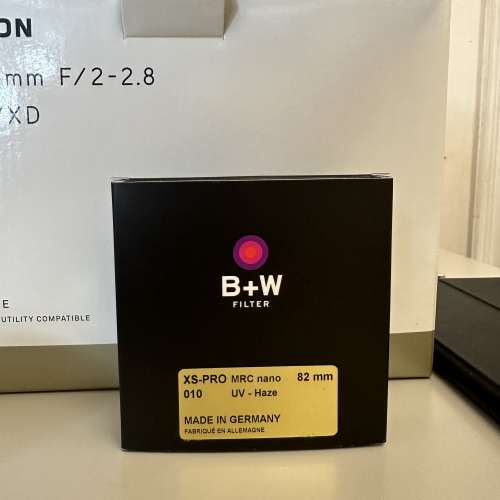 ON
mm F/2-2.8
XD
E
UTILITY COMPATIBLE
B+W
FILTER
XS-PRO MRC nano 82 mm
010 UV - Haze
MADE IN GERMANY
FABRIQUÉ EN ALLEMAGNE